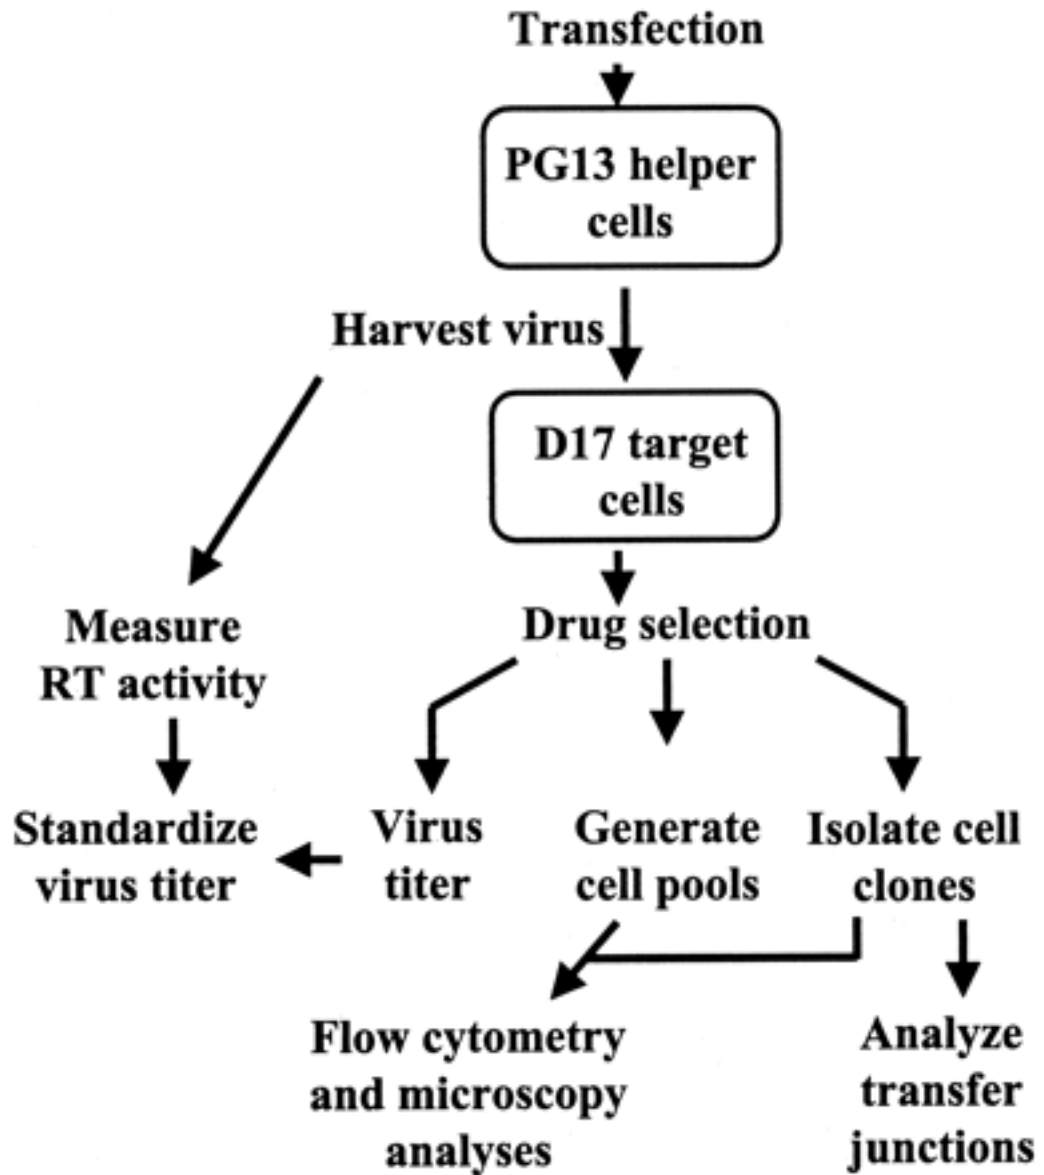 Transfection
PG13 helper
cells
Harvest virus
D17 target
cells
Drug selection
Measure
RT activity
Standardize
virus titer
Virus
titer
Generate
cell pools
Isolate cell
clones
Flow cytometry
and microscopy
analyses
Analyze
transfer
junctions